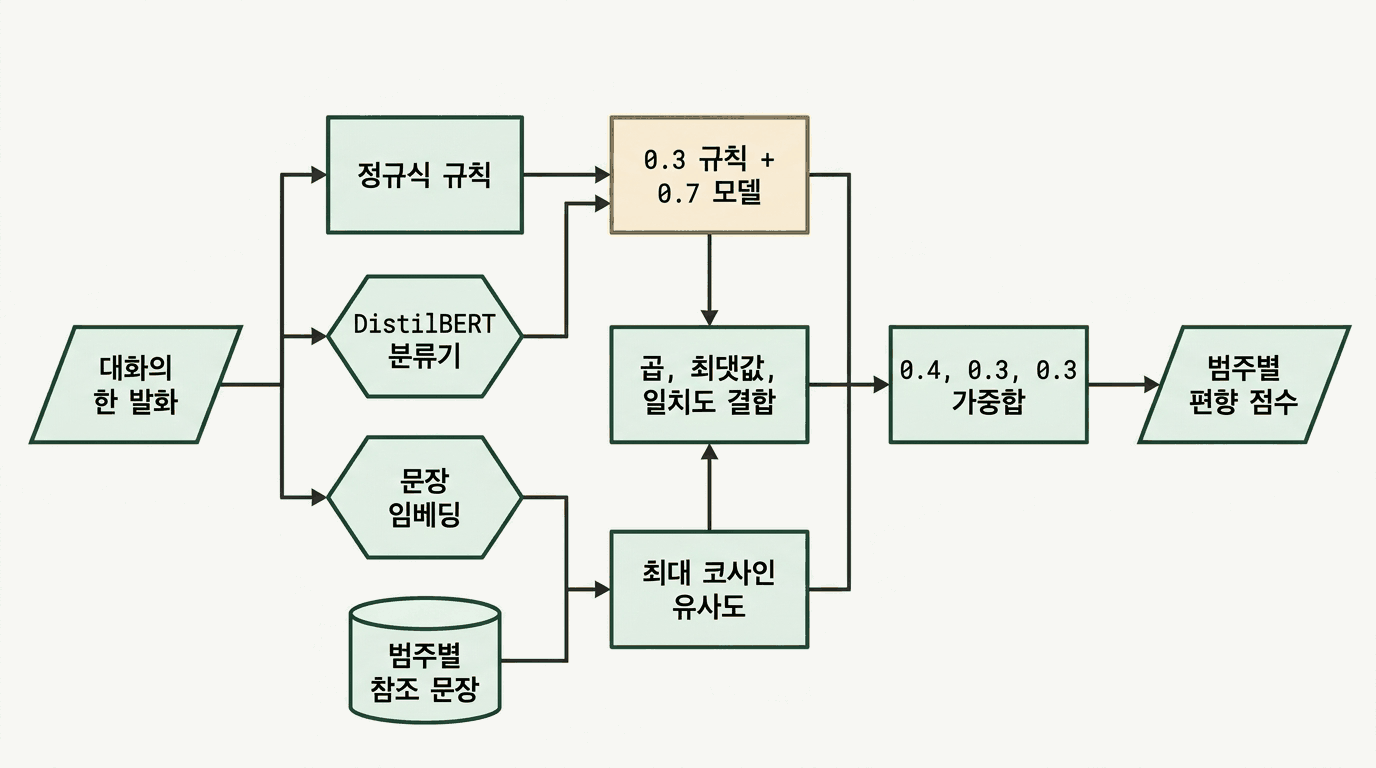 대화의
한 발화
정규식 규칙
DistilBERT
분류기
문장
임베딩
범주별
참조 문장
0.3 규칙 +
0.7 모델
곱, 최댓값,
일치도 결합
최대 코사인
유사도
0.4, 0.3, 0.3
가중합
범주별
편향 점수